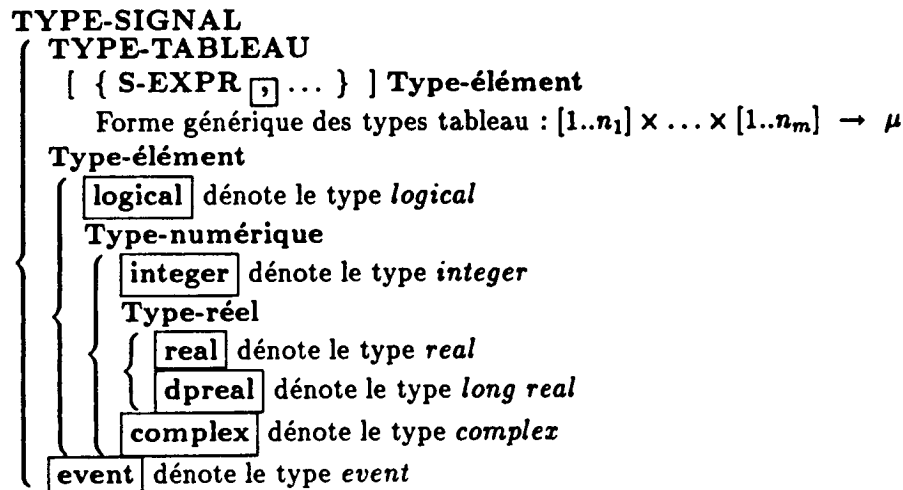 TYPE-SIGNAL
TYPE-TABLEAU
[ { S-EXPR , ... } ] Type-élément
Forme générique des types tableau : [1..n₁] × ... × [1..nₘ] → μ
Type-élément
logical dénote le type logical
Type-numérique
integer dénote le type integer
Type-réel
real dénote le type real
dpreal dénote le type long real
complex dénote le type complex
event dénote le type event